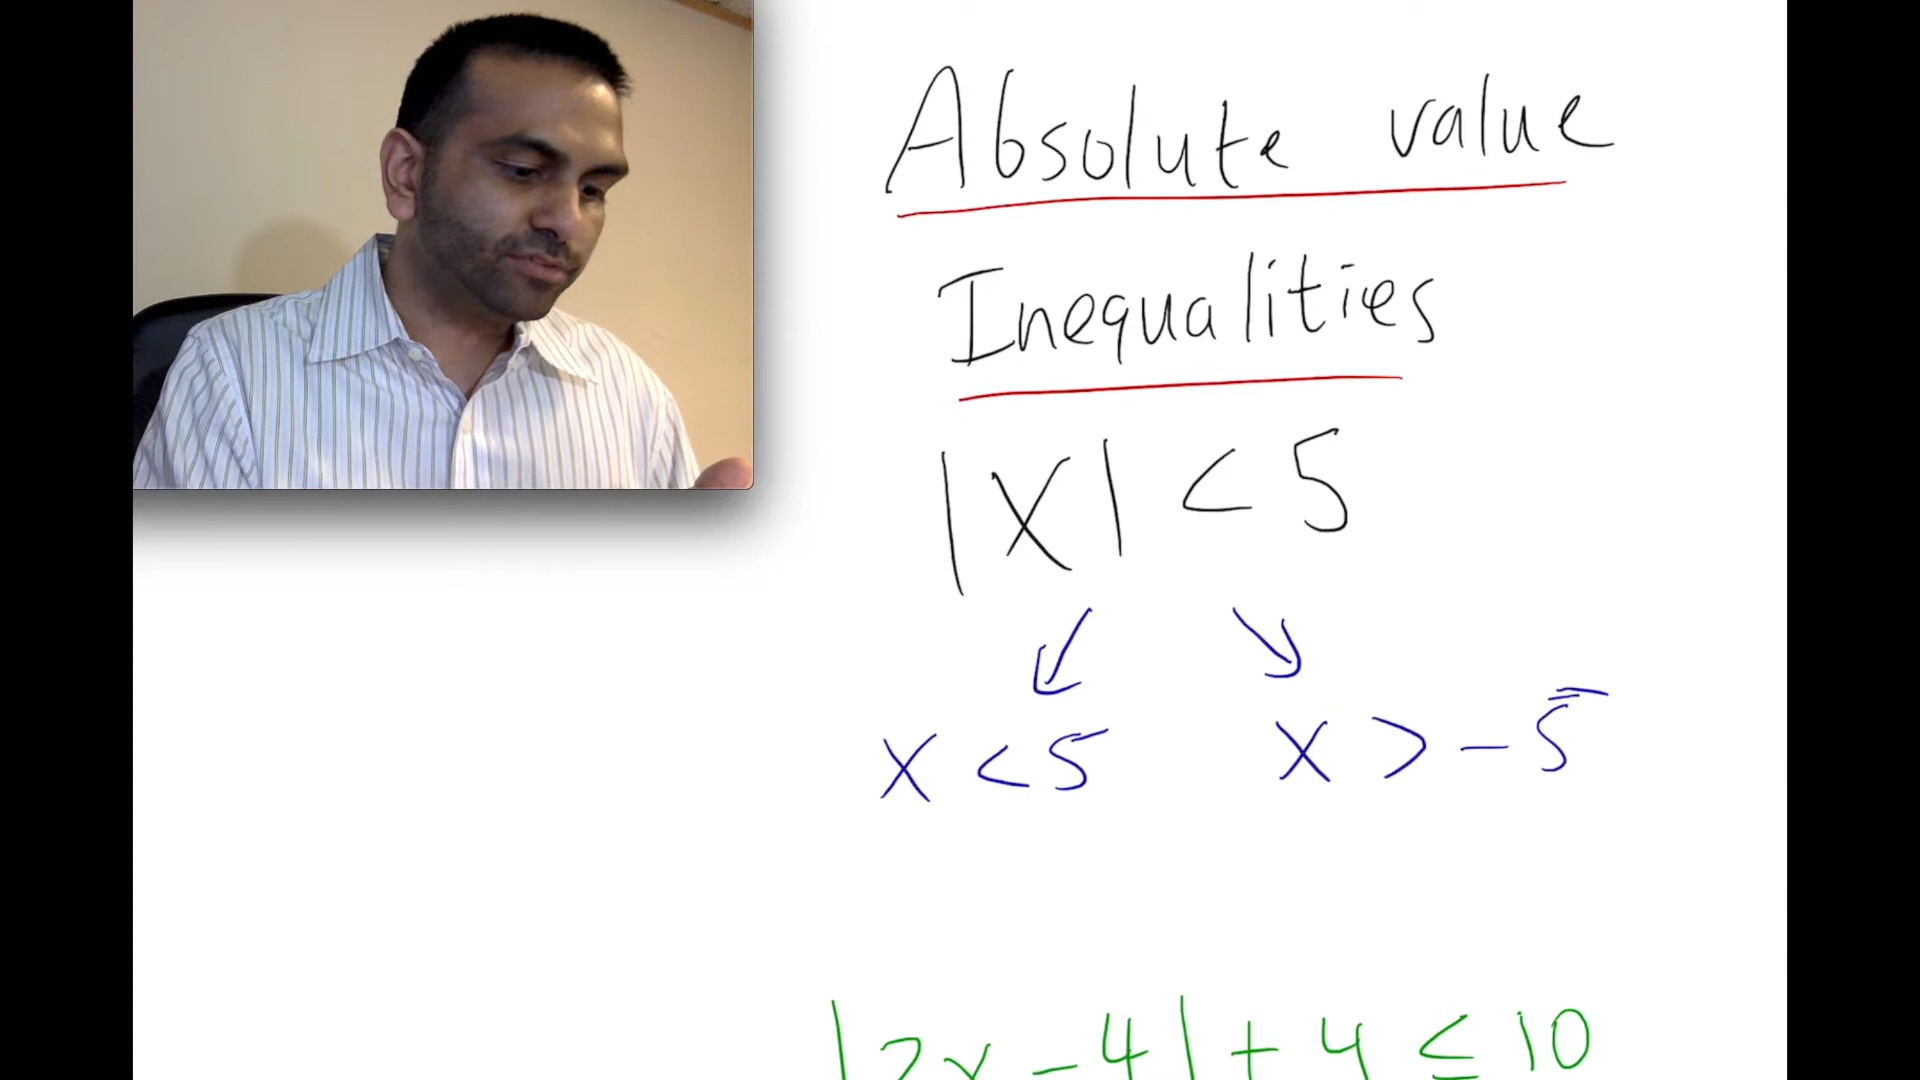 Absolute value
Inequalities
|x| < 5
x < 5 x > -5
|2x - 4| + 4 ≤ 10